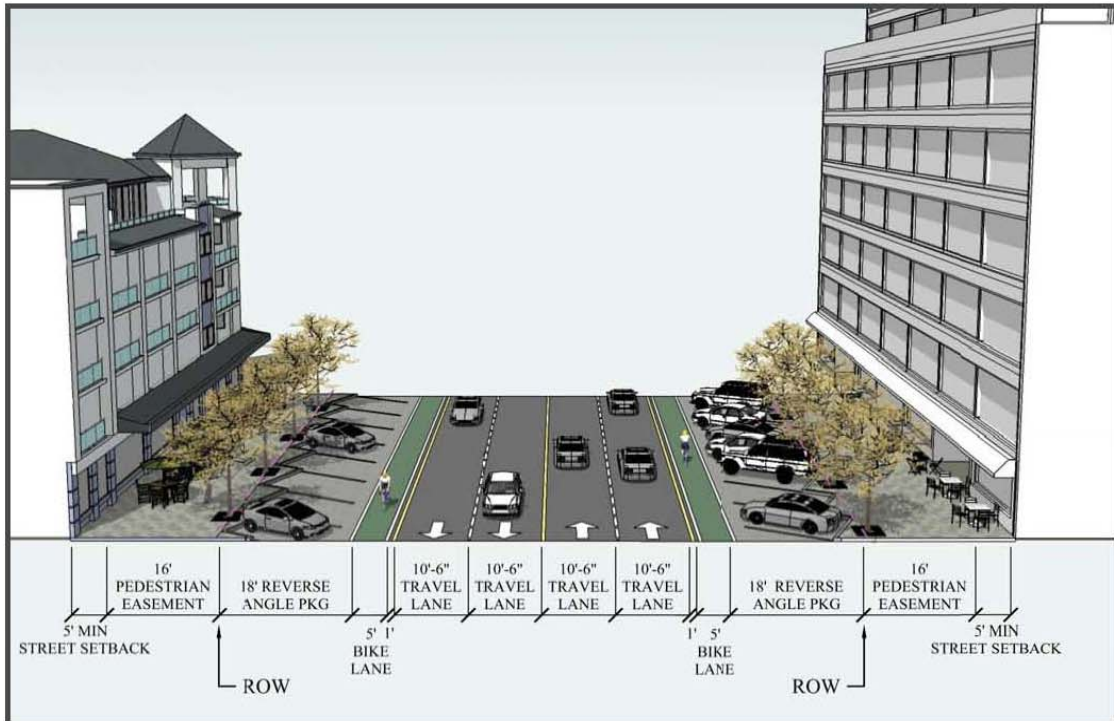 16'
PEDESTRIAN
EASEMENT
18' REVERSE
ANGLE PKG
10'-6"
TRAVEL
LANE
10'-6"
TRAVEL
LANE
10'-6"
TRAVEL
LANE
10'-6"
TRAVEL
LANE
18' REVERSE
ANGLE PKG
16'
PEDESTRIAN
EASEMENT
5' MIN
STREET SETBACK
5' 1'
BIKE
LANE
1' 5'
BIKE
LANE
5' MIN
STREET SETBACK
ROW
ROW